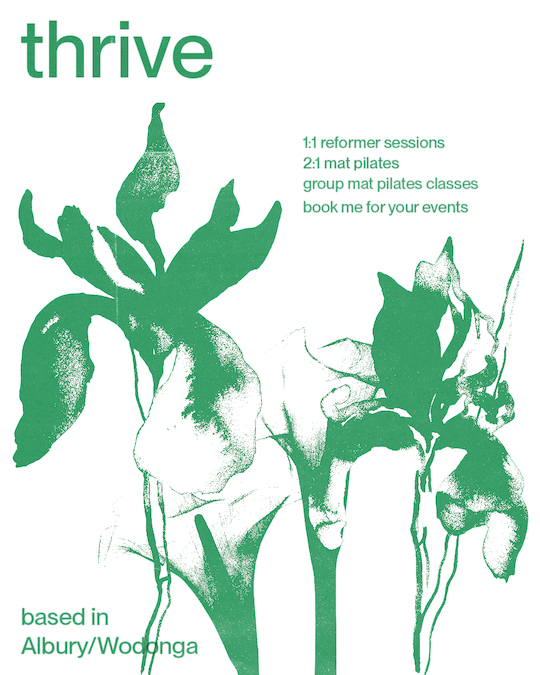 thrive
1:1 reformer sessions
2:1 mat pilates
group mat pilates classes
book me for your events
based in
Albury/Wodonga